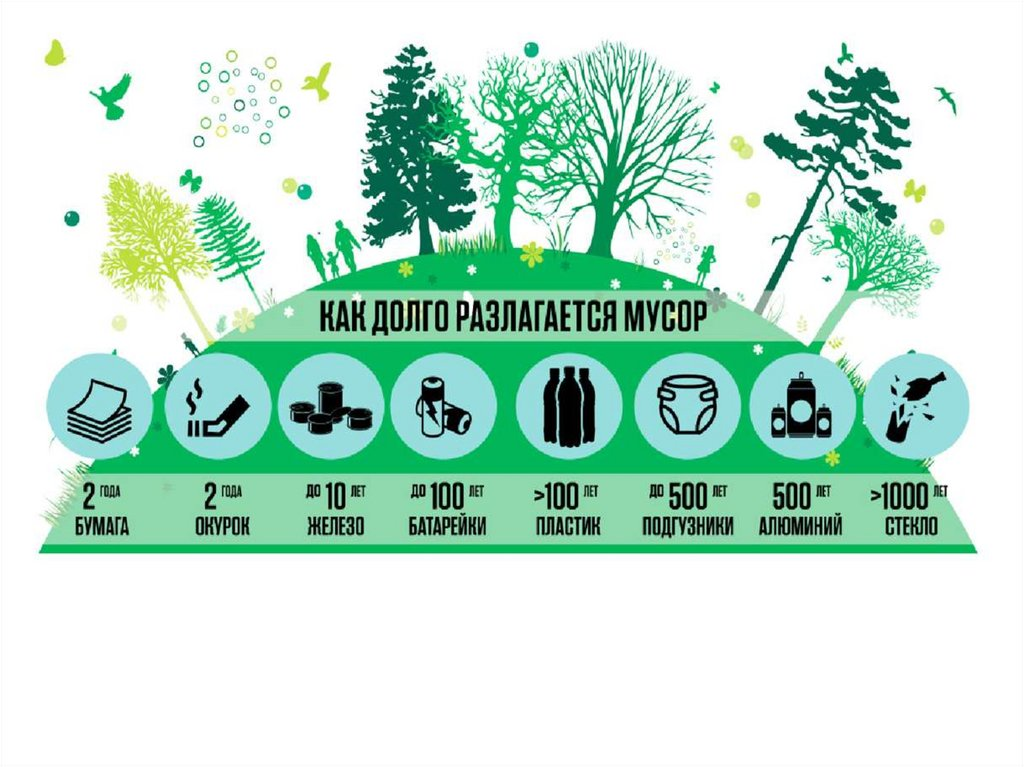 КАК ДОЛГО РАЗЛАГАЕТСЯ МУСОР
2 ГОДА
БУМАГА
2 ГОДА
ОКУРОК
ДО 10 ЛЕТ
ЖЕЛЕЗО
ДО 100 ЛЕТ
БАТАРЕЙКИ
>100 ЛЕТ
ПЛАСТИК
ДО 500 ЛЕТ
ПОДГУЗНИКИ
500 ЛЕТ
АЛЮМИНИЙ
>1000 ЛЕТ
СТЕКЛО